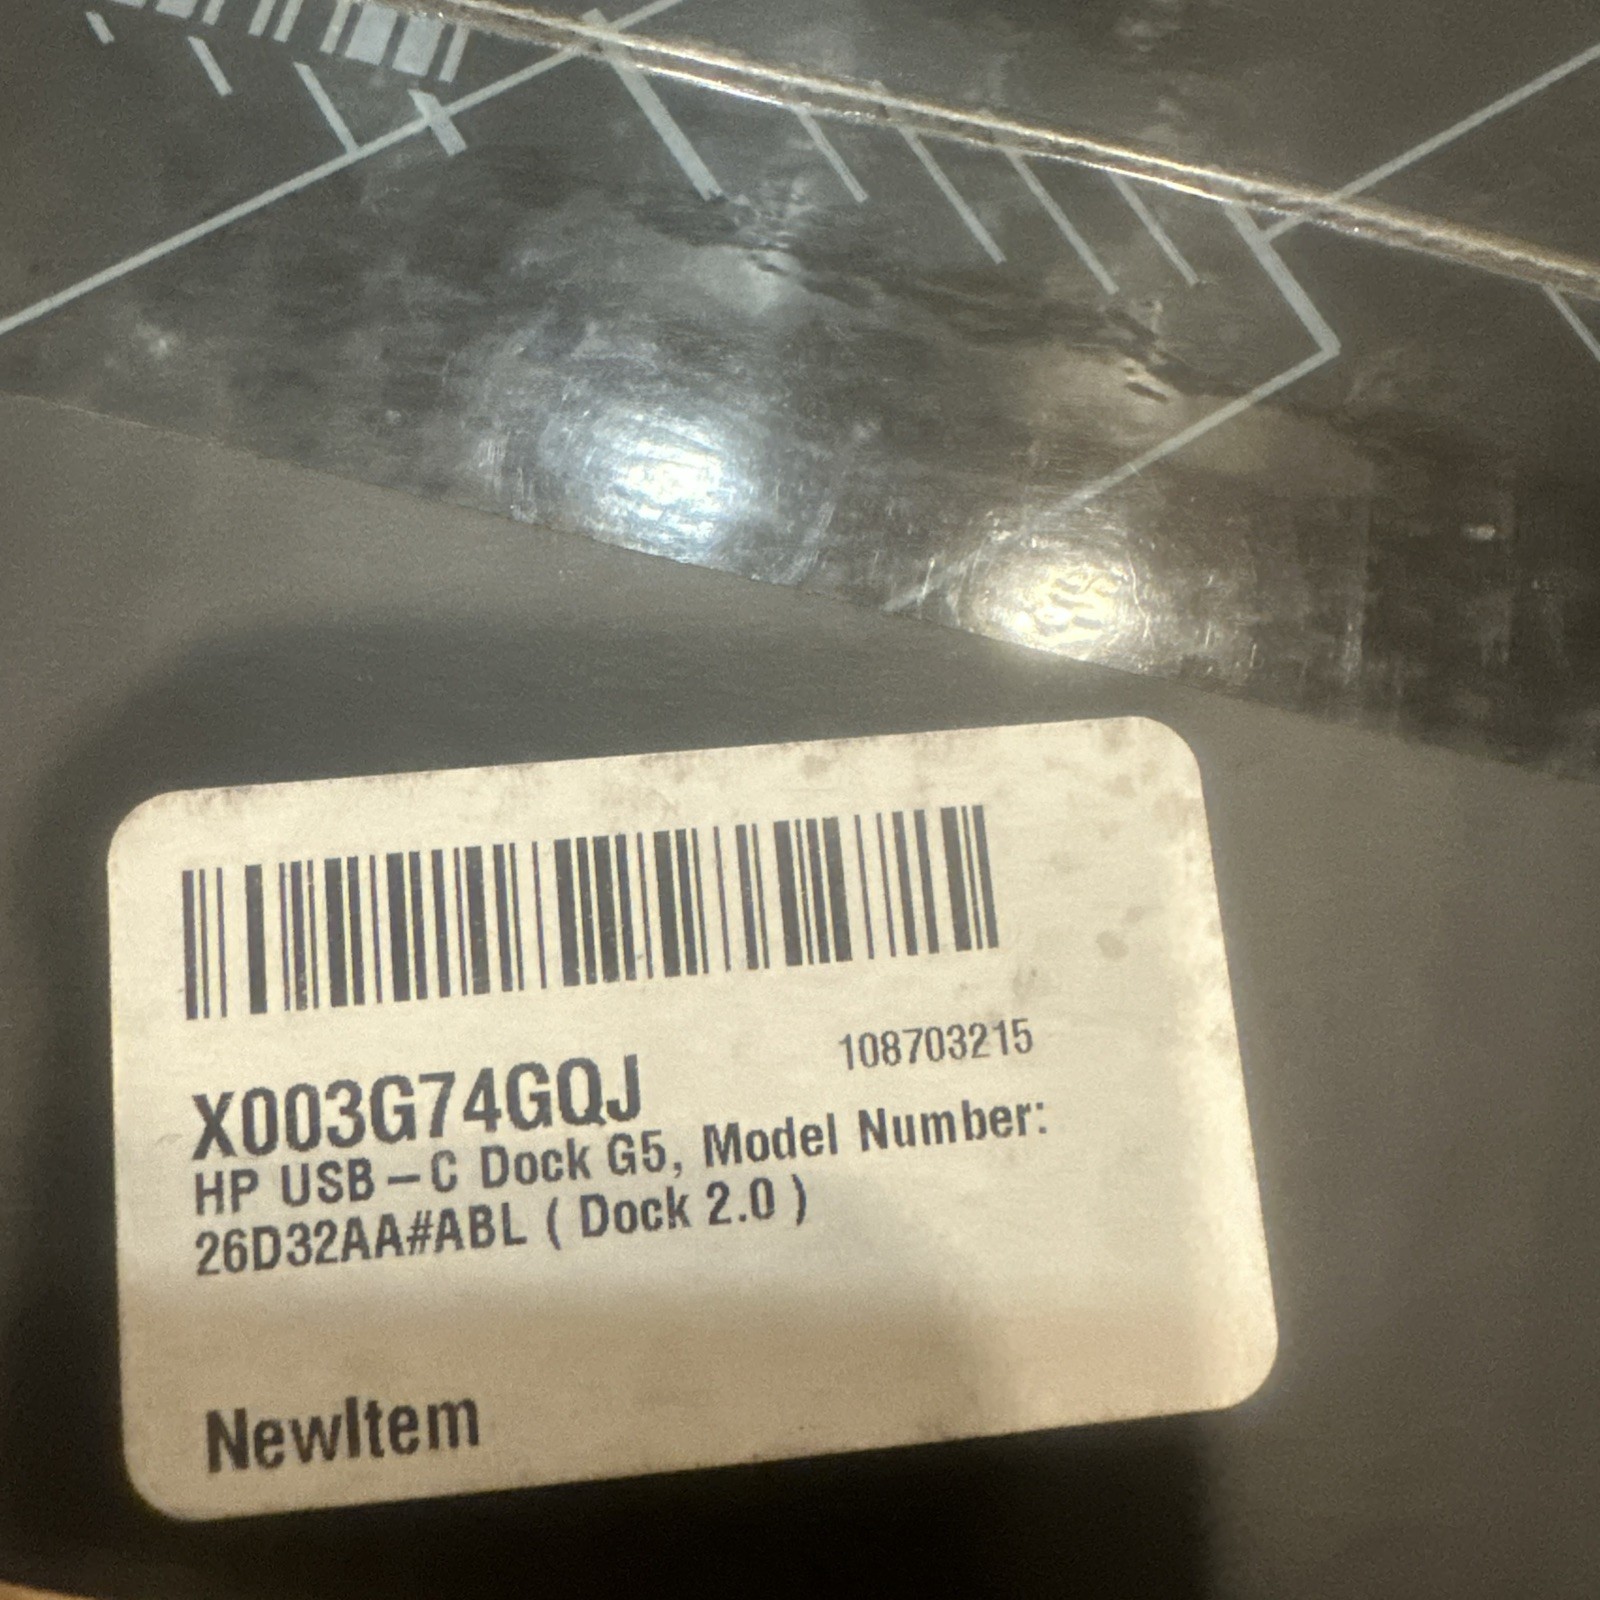 X003G74GQJ
108703215
HP USB-C Dock G5, Model Number:
26D32AA#ABL ( Dock 2.0 )
NewItem